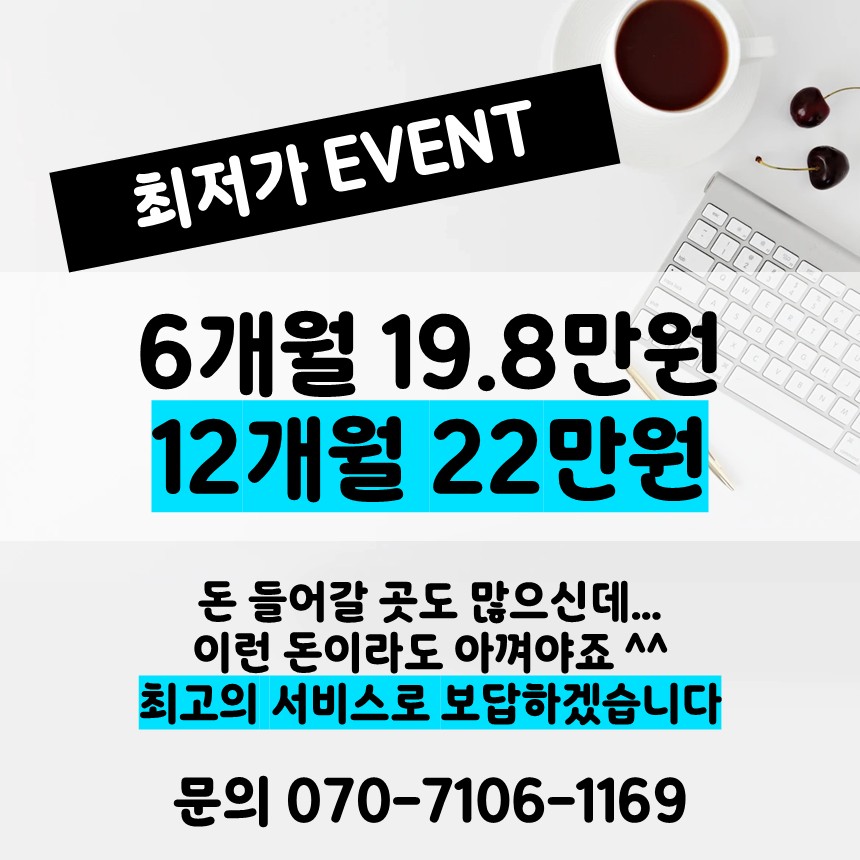 최저가 EVENT
6개월 19.8만원
12개월 22만원
돈 들어갈 곳도 많으신데...
이런 돈이라도 아껴야죠 ^^
최고의 서비스로 보답하겠습니다
문의 070-7106-1169